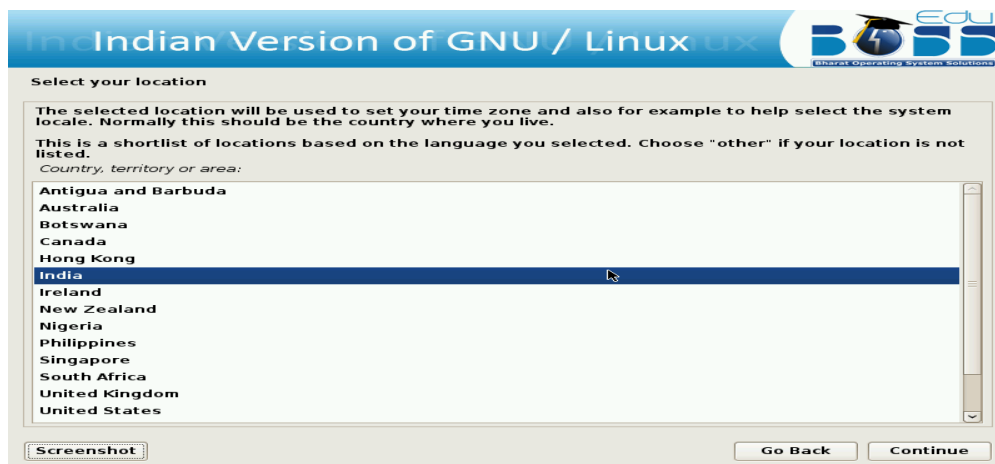 Indian Version of GNU / Linux
Edu
BOSS
Bharat Operating System Solutions
Select your location
The selected location will be used to set your time zone and also for example to help select the system
locale. Normally this should be the country where you live.
This is a shortlist of locations based on the language you selected. Choose "other" if your location is not
listed.
Country, territory or area:
Antigua and Barbuda
Australia
Botswana
Canada
Hong Kong
India
Ireland
New Zealand
Nigeria
Philippines
Singapore
South Africa
United Kingdom
United States
Screenshot
Go Back
Continue